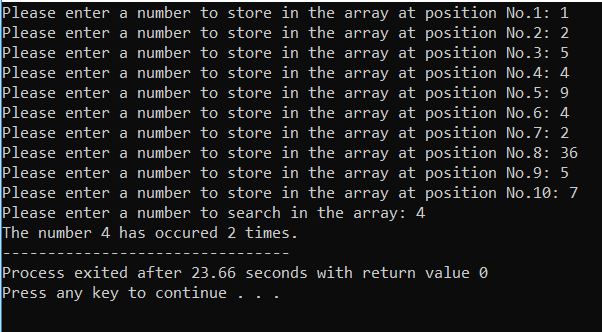 Please enter a number to store in the array at position No.1: 1
Please enter a number to store in the array at position No.2: 2
Please enter a number to store in the array at position No.3: 5
Please enter a number to store in the array at position No.4: 4
Please enter a number to store in the array at position No.5: 9
Please enter a number to store in the array at position No.6: 4
Please enter a number to store in the array at position No.7: 2
Please enter a number to store in the array at position No.8: 36
Please enter a number to store in the array at position No.9: 5
Please enter a number to store in the array at position No.10: 7
Please enter a number to search in the array: 4
The number 4 has occured 2 times.
--------------------------------
Process exited after 23.66 seconds with return value 0
Press any key to continue . . .